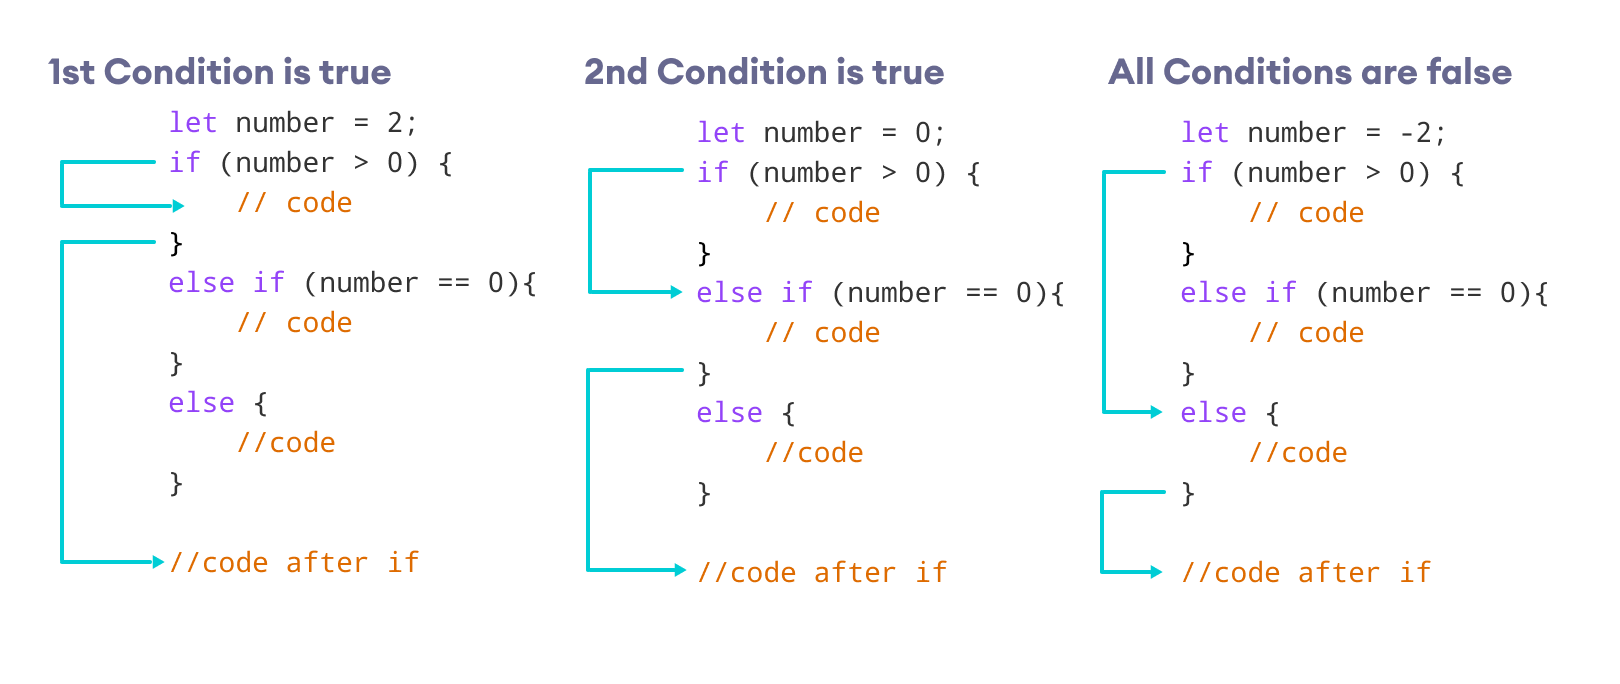 1st Condition is true
let number = 2;
if (number > 0) {
// code
}
else if (number == 0){
// code
}
else {
//code
}
//code after if
2nd Condition is true
let number = 0;
if (number > 0) {
// code
}
else if (number == 0){
// code
}
else {
//code
}
//code after if
All Conditions are false
let number = -2;
if (number > 0) {
// code
}
else if (number == 0){
// code
}
else {
//code
}
//code after if